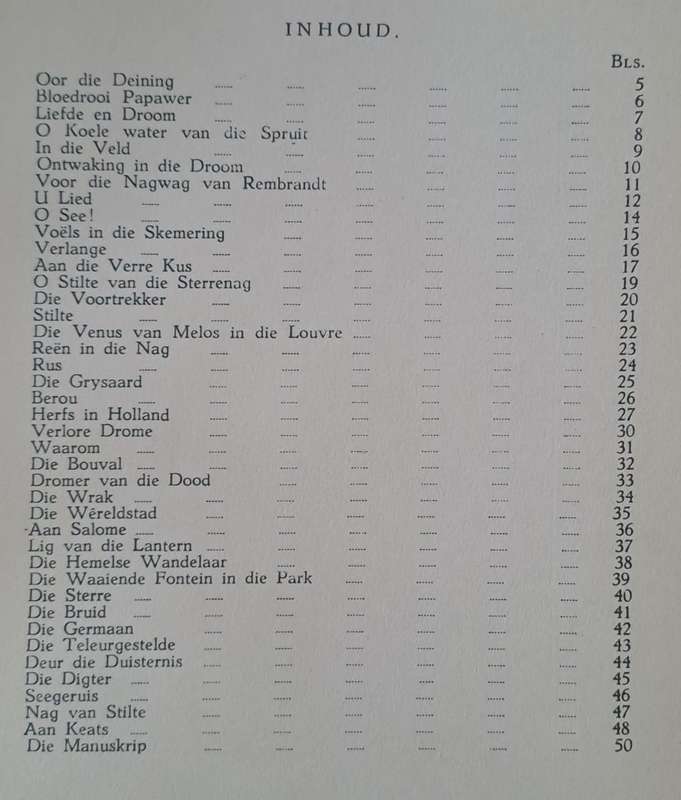 INHOUD.
BLS.
Oor die Deining ...... ...... ...... ...... ...... ...... 5
Bloedrooi Papawer ...... ...... ...... ...... ...... ...... 6
Liefde en Droom ...... ...... ...... ...... ...... ...... 7
O Koele water van die Spruit ...... ...... ...... ...... 8
In die Veld ...... ...... ...... ...... ...... ...... 9
Ontwaking in die Droom ...... ...... ...... ...... ...... 10
Voor die Nagwag van Rembrandt ...... ...... ...... ...... 11
U Lied ...... ...... ...... ...... ...... ...... ...... 12
O See! ...... ...... ...... ...... ...... ...... ...... 14
Voëls in die Skemering ...... ...... ...... ...... ...... 15
Verlange ...... ...... ...... ...... ...... ...... ...... 16
Aan die Verre Kus ...... ...... ...... ...... ...... ...... 17
O Stilte van die Sterrenag ...... ...... ...... ...... ...... 19
Die Voortrekker ...... ...... ...... ...... ...... ...... 20
Stilte ...... ...... ...... ...... ...... ...... ...... 21
Die Venus van Melos in die Louvre ...... ...... ...... ...... 22
Reën in die Nag ...... ...... ...... ...... ...... ...... 23
Rus ...... ...... ...... ...... ...... ...... ...... 24
Die Grysaard ...... ...... ...... ...... ...... ...... 25
Berou ...... ...... ...... ...... ...... ...... ...... 26
Herfs in Holland ...... ...... ...... ...... ...... ...... 27
Verlore Drome ...... ...... ...... ...... ...... ...... 30
Waarom ...... ...... ...... ...... ...... ...... ...... 31
Die Bouval ...... ...... ...... ...... ...... ...... ...... 32
Dromer van die Dood ...... ...... ...... ...... ...... ...... 33
Die Wrak ...... ...... ...... ...... ...... ...... ...... 34
Die Wêreldstad ...... ...... ...... ...... ...... ...... 35
Aan Salome ...... ...... ...... ...... ...... ...... ...... 36
Lig van die Lantern ...... ...... ...... ...... ...... ...... 37
Die Hemelse Wandelaar ...... ...... ...... ...... ...... 38
Die Waaiende Fontein in die Park ...... ...... ...... ...... 39
Die Sterre ...... ...... ...... ...... ...... ...... ...... 40
Die Bruid ...... ...... ...... ...... ...... ...... ...... 41
Die Germaan ...... ...... ...... ...... ...... ...... 42
Die Teleurgestelde ...... ...... ...... ...... ...... ...... 43
Deur die Duisternis ...... ...... ...... ...... ...... ...... 44
Die Digter ...... ...... ...... ...... ...... ...... ...... 45
Seegeruis ...... ...... ...... ...... ...... ...... ...... 46
Nag van Stilte ...... ...... ...... ...... ...... ...... 47
Aan Keats ...... ...... ...... ...... ...... ...... ...... 48
Die Manuskrip ...... ...... ...... ...... ...... ...... 50